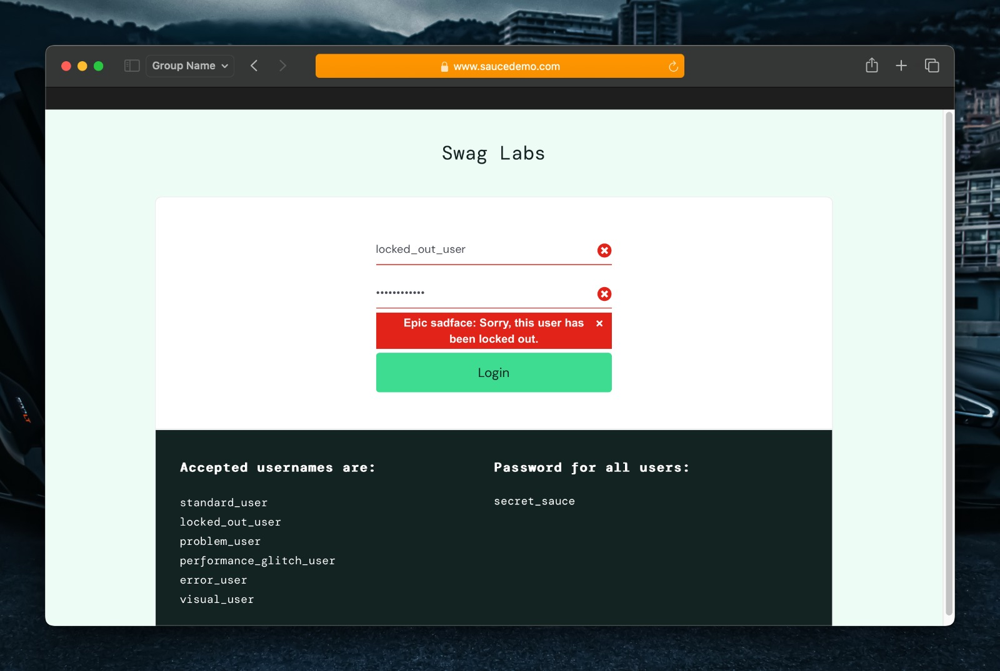 Group Name
www.saucedemo.com
Swag Labs
locked_out_user
••••••••••••
Epic sadface: Sorry, this user has
been locked out.
Login
Accepted usernames are:
standard_user
locked_out_user
problem_user
performance_glitch_user
error_user
visual_user
Password for all users:
secret_sauce